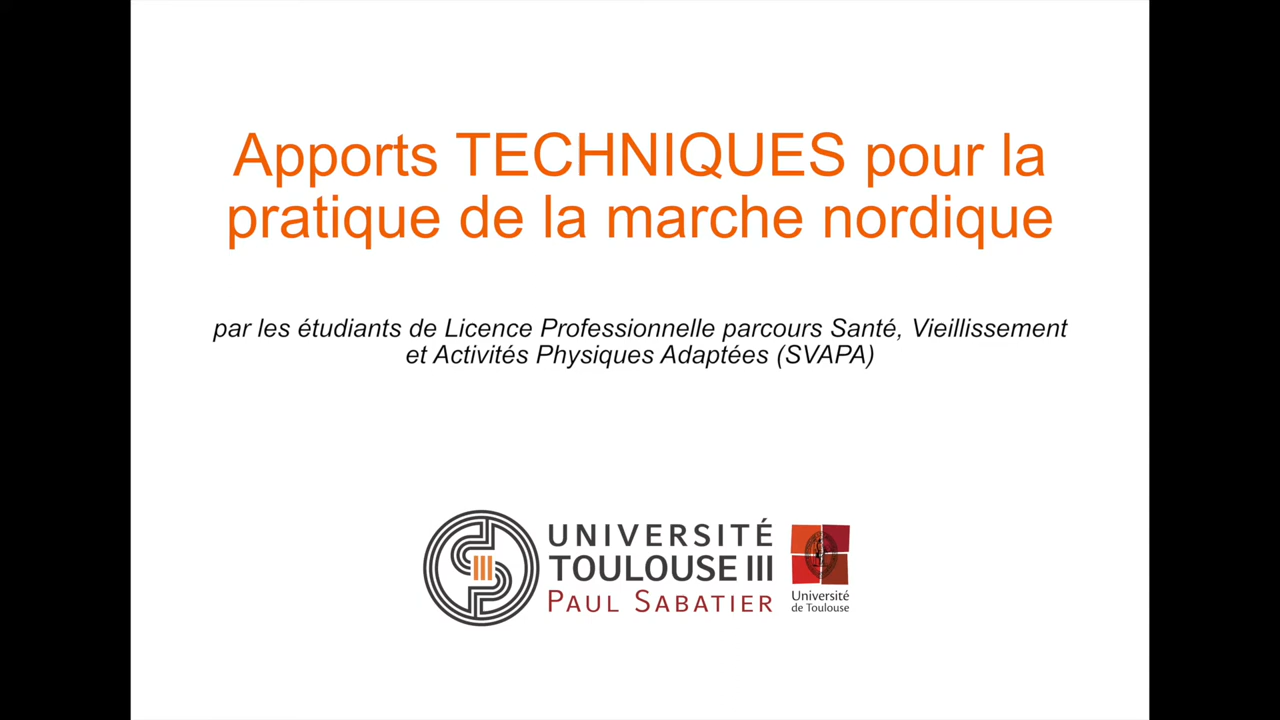 Apports TECHNIQUES pour la
pratique de la marche nordique
par les étudiants de Licence Professionnelle parcours Santé, Vieillissement
et Activités Physiques Adaptées (SVAPA)
UNIVERSITÉ
TOULOUSE III
PAUL SABATIER
Université
de Toulouse